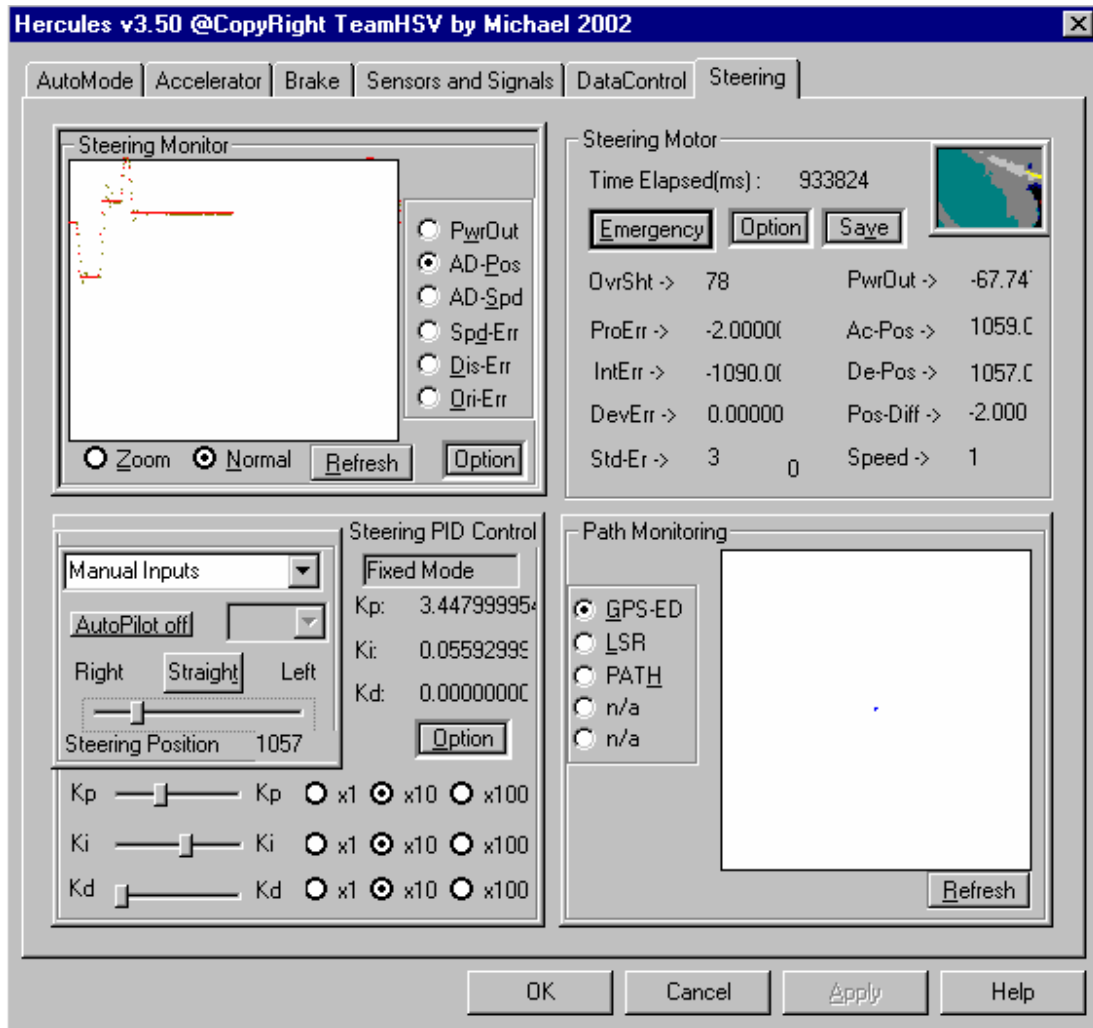 Hercules v3.50 @CopyRight TeamHSV by Michael 2002
AutoMode Accelerator Brake Sensors and Signals DataControl Steering
Steering Monitor
PwrOut
AD-Pos
AD-Spd
Spd-Err
Dis-Err
Ori-Err
Zoom Normal Refresh Option
Steering Motor
Time Elapsed(ms) : 933824
Emergency Option Save
OvrSht -> 78 PwrOut -> -67.74
ProErr -> -2.0000( Ac-Pos -> 1059.0
IntErr -> -1090.0( De-Pos -> 1057.0
DevErr -> 0.00000 Pos-Diff -> -2.000
Std-Er -> 3 0 Speed -> 1
Manual Inputs
AutoPilot off
Right Straight Left
Steering Position 1057
Steering PID Control
Fixed Mode
Kp: 3.447999954
Ki: 0.05592999
Kd: 0.00000000
Option
Kp Kp x1 x10 x100
Ki Ki x1 x10 x100
Kd Kd x1 x10 x100
Path Monitoring
GPS-ED
LSR
PATH
n/a
n/a
Refresh
OK Cancel Apply Help